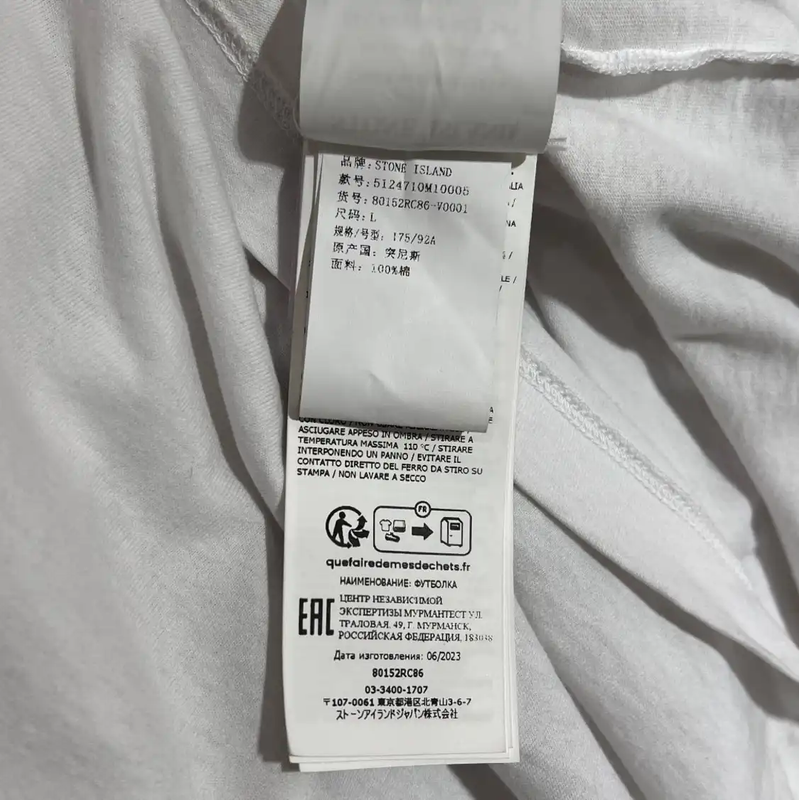 品牌: STONE ISLAND
款号: 5124710M10005
货号: 80152RC86-V0001
尺码: L
规格/号型: 175/92A
原产国: 突尼斯
面料: 100%棉
ASCIUGARE APPESO IN OMBRA / STIRARE A
TEMPERATURA MASSIMA 110 °C / STIRARE
INTERPONENDO UN PANNO / EVITARE IL
CONTATTO DIRETTO DEL FERRO DA STIRO SU
STAMPA / NON LAVARE A SECCO
FR
quefairedemesdechets.fr
НАИМЕНОВАНИЕ: ФУТБОЛКА
EAC
ЦЕНТР НЕЗАВИСИМОЙ
ЭКСПЕРТИЗЫ МУРМАНТЕСТ УЛ.
ТРАЛОВАЯ, 49, Г. МУРМАНСК,
РОССИЙСКАЯ ФЕДЕРАЦИЯ, 183038
Дата изготовления: 06/2023
80152RC86
03-3400-1707
〒107-0061 東京都港区北青山3-6-7
ストーンアイランドジャパン株式会社